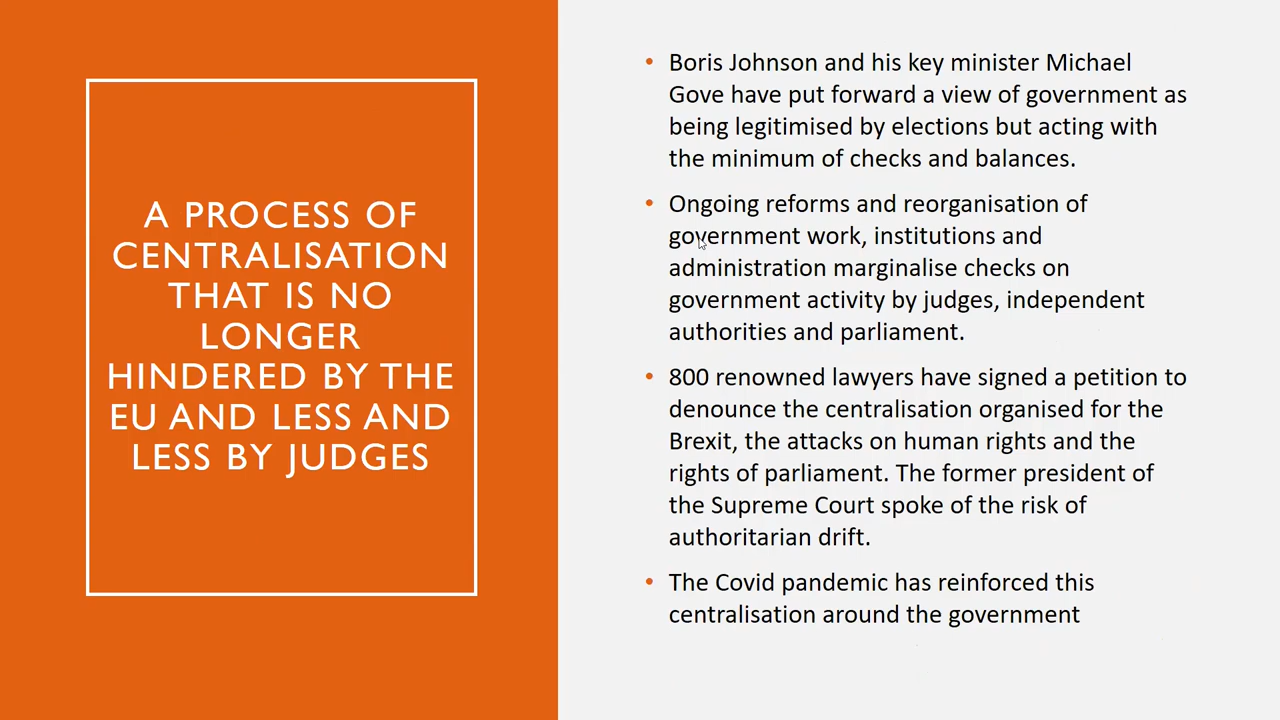 A PROCESS OF
CENTRALISATION
THAT IS NO
LONGER
HINDERED BY THE
EU AND LESS AND
LESS BY JUDGES
• Boris Johnson and his key minister Michael
Gove have put forward a view of government as
being legitimised by elections but acting with
the minimum of checks and balances.
• Ongoing reforms and reorganisation of
government work, institutions and
administration marginalise checks on
government activity by judges, independent
authorities and parliament.
• 800 renowned lawyers have signed a petition to
denounce the centralisation organised for the
Brexit, the attacks on human rights and the
rights of parliament. The former president of
the Supreme Court spoke of the risk of
authoritarian drift.
• The Covid pandemic has reinforced this
centralisation around the government